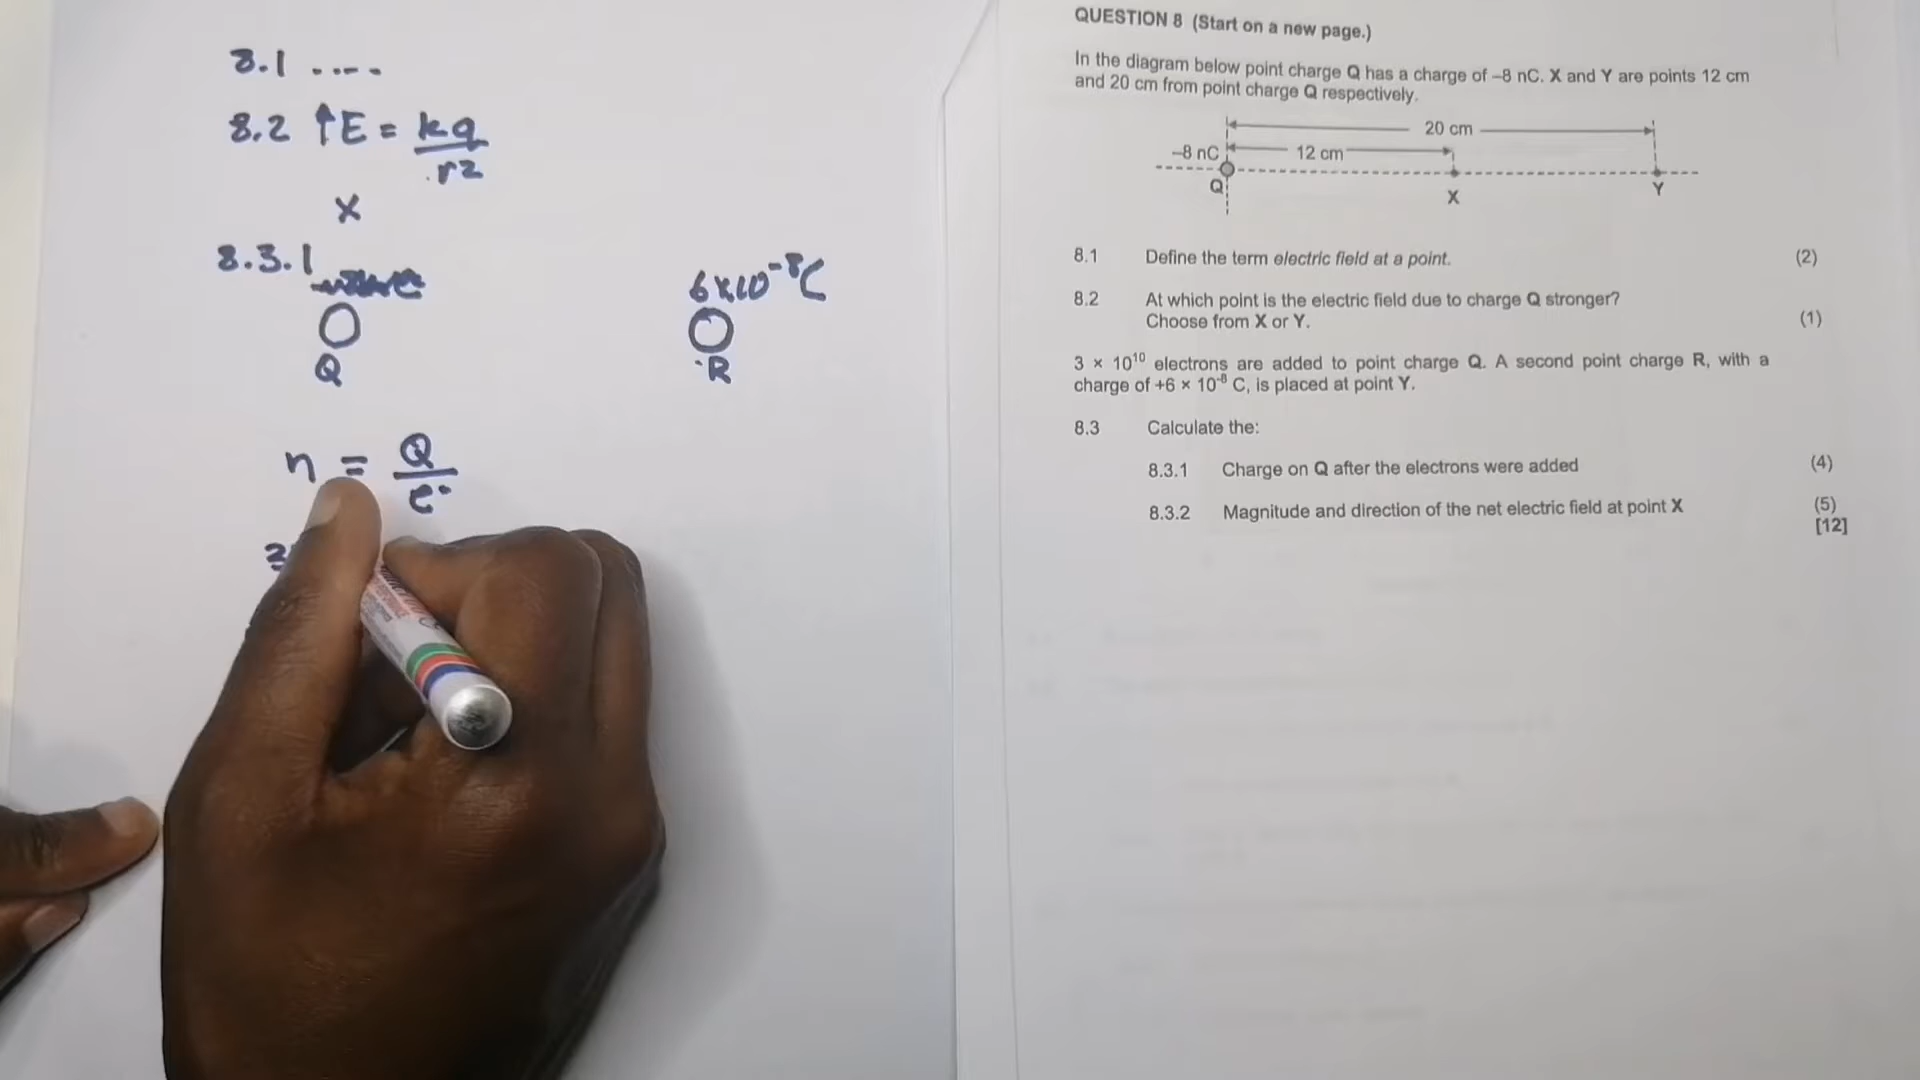 8.1 ....
8.2 ↑E = kq
r2
X
8.3.1
6×10⁻⁸C
Q
R
n = Q
e⁻
3
QUESTION 8 (Start on a new page.)
In the diagram below point charge Q has a charge of –8 nC. X and Y are points 12 cm
and 20 cm from point charge Q respectively.
20 cm
–8 nC
12 cm
Q
X
Y
8.1 Define the term electric field at a point. (2)
8.2 At which point is the electric field due to charge Q stronger?
Choose from X or Y. (1)
3 × 10¹⁰ electrons are added to point charge Q. A second point charge R, with a
charge of +6 × 10⁻⁸ C, is placed at point Y.
8.3 Calculate the:
8.3.1 Charge on Q after the electrons were added (4)
8.3.2 Magnitude and direction of the net electric field at point X (5)
[12]